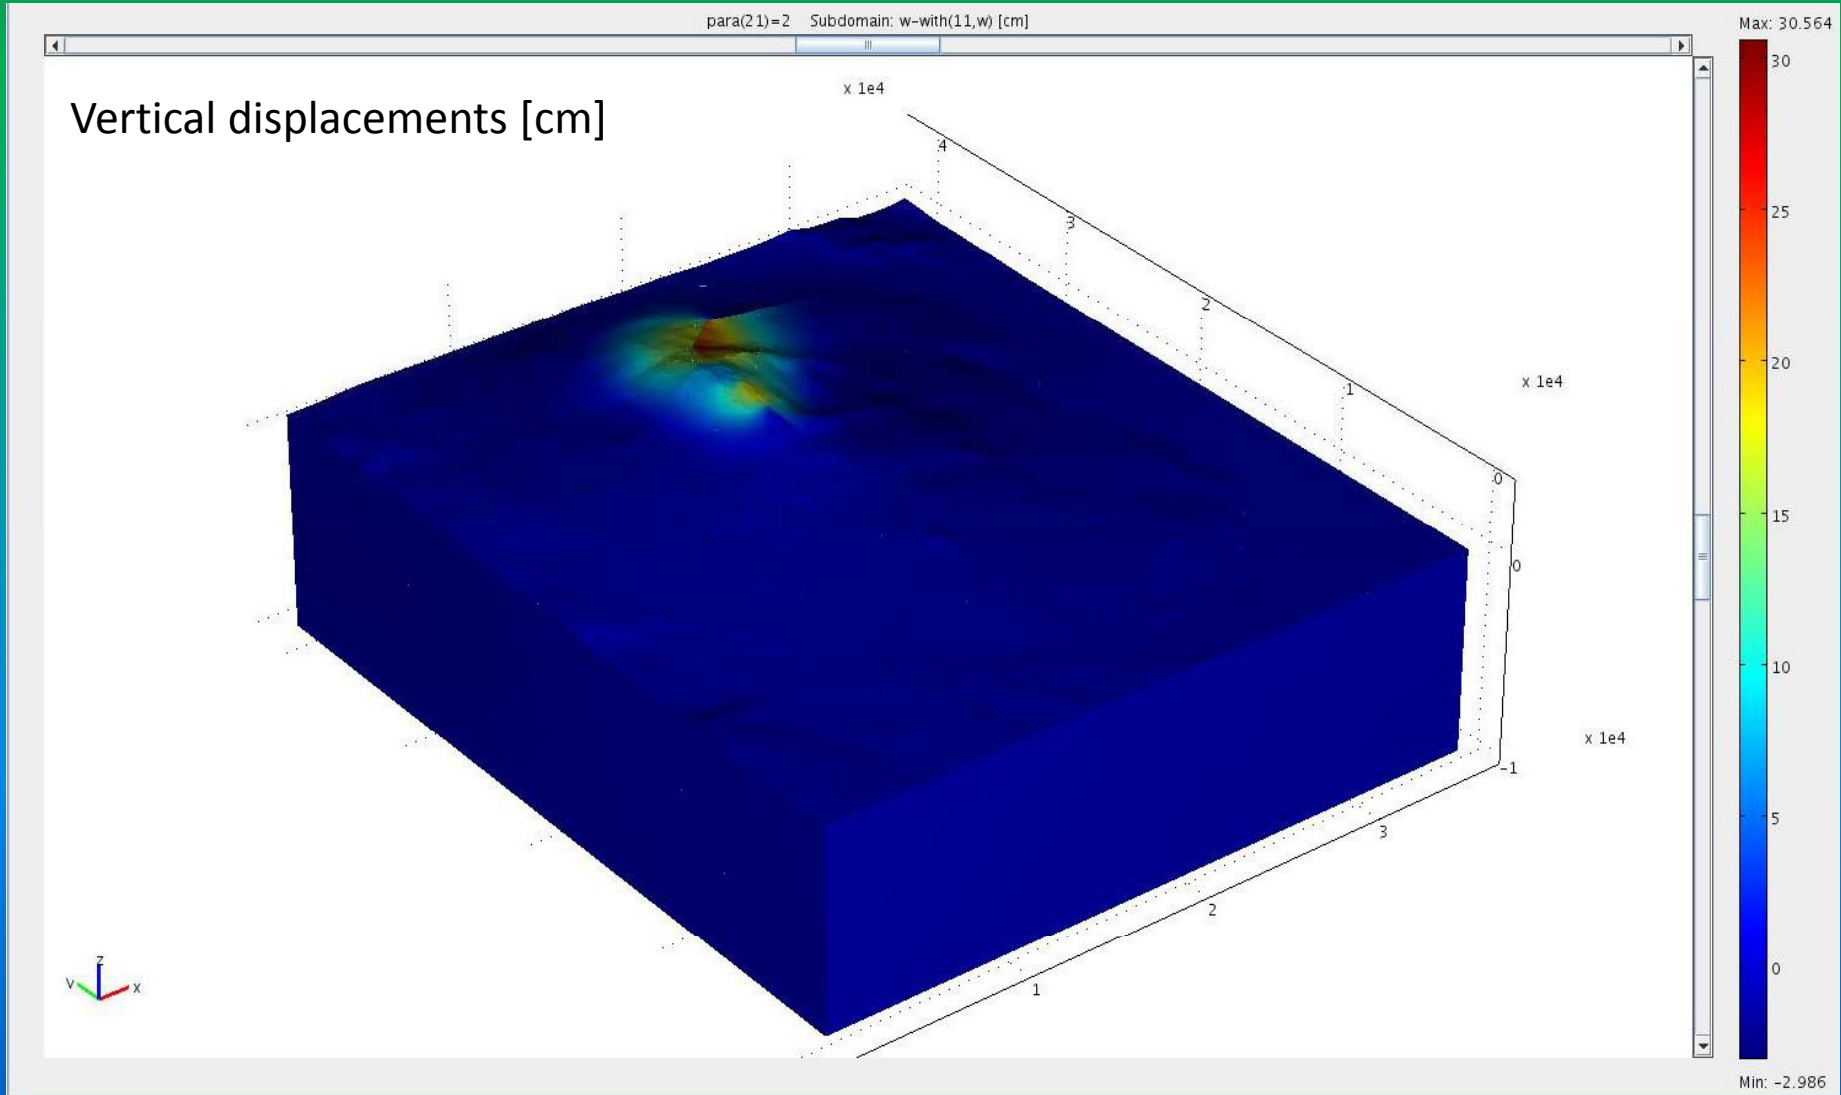 para(21)=2 Subdomain: w-with(11,w) [cm]
Max: 30.564
Vertical displacements [cm]
x 1e4
4
3
2
1
0
x 1e4
0
-1
x 1e4
3
2
1
z
y
x
30
25
20
15
10
5
0
Min: -2.986